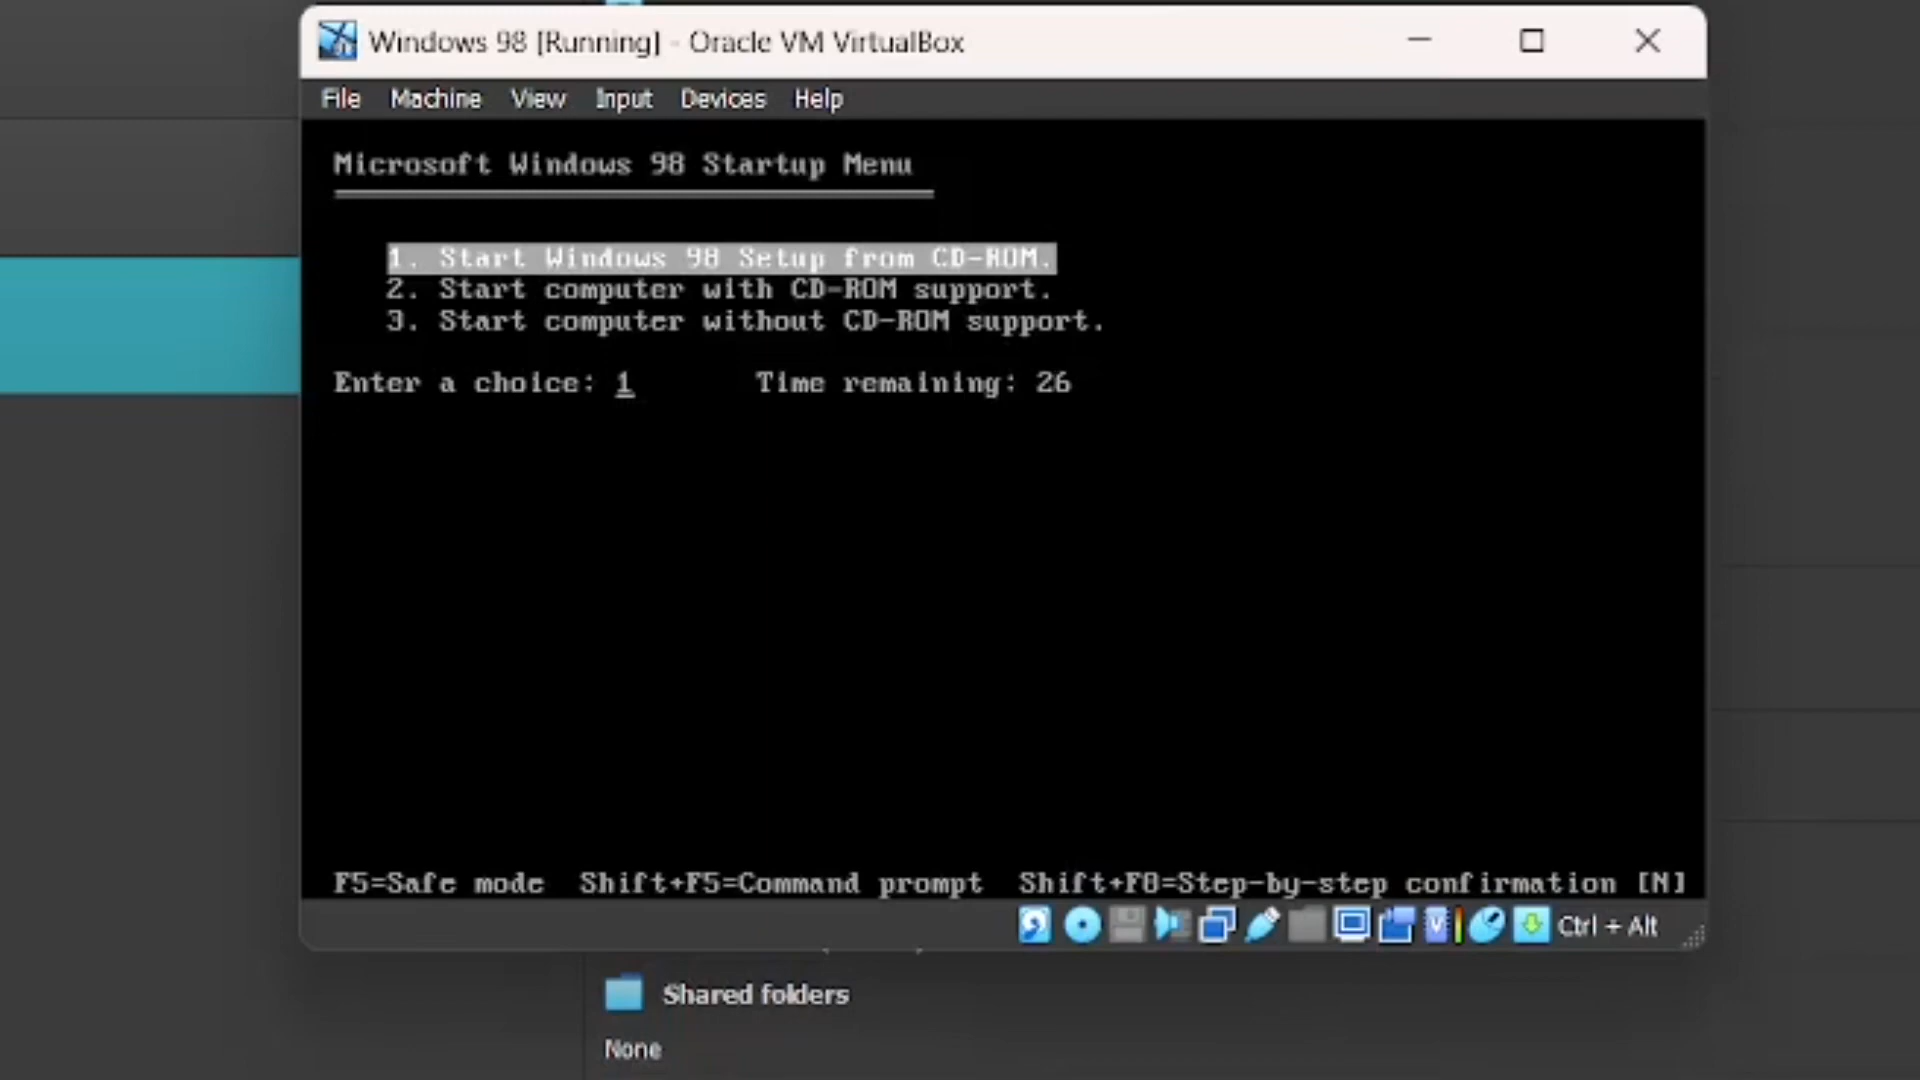 Windows 98 [Running] - Oracle VM VirtualBox
File Machine View Input Devices Help
Microsoft Windows 98 Startup Menu
1. Start Windows 98 Setup from CD-ROM.
2. Start computer with CD-ROM support.
3. Start computer without CD-ROM support.
Enter a choice: 1 Time remaining: 26
F5=Safe mode Shift+F5=Command prompt Shift+F8=Step-by-step confirmation [N]
Ctrl + Alt
Shared folders
None